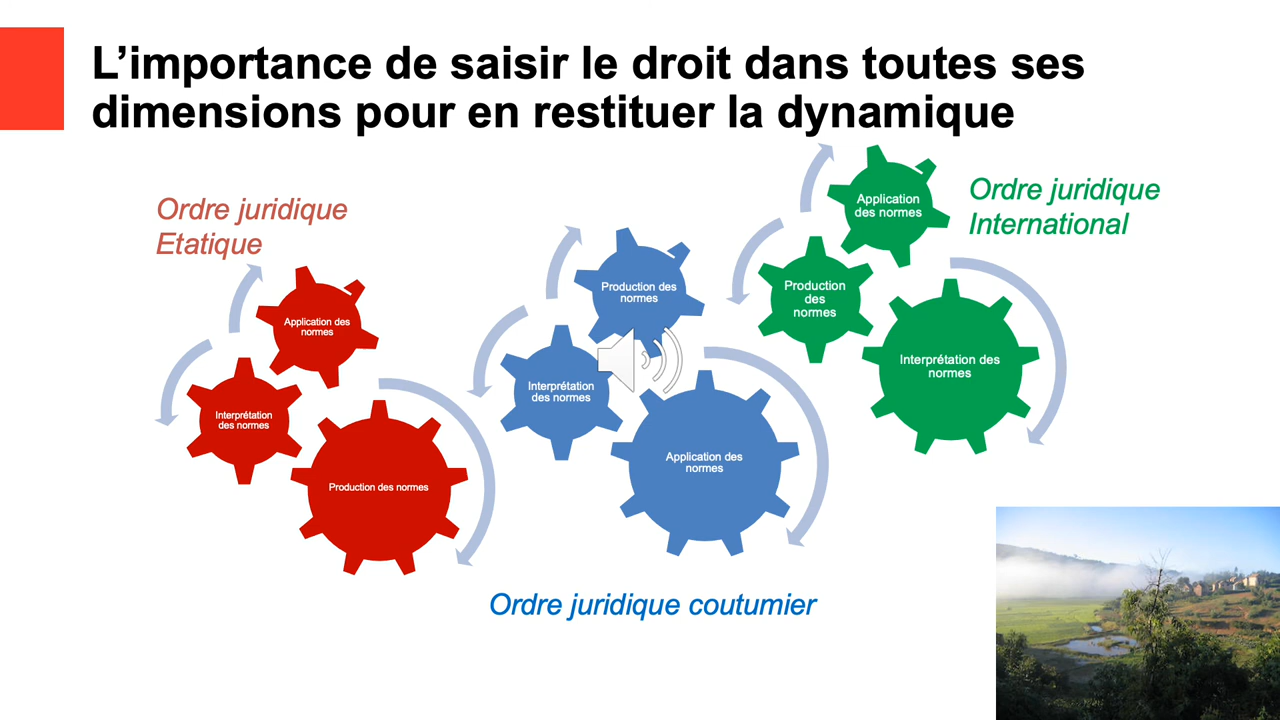 L’importance de saisir le droit dans toutes ses
dimensions pour en restituer la dynamique
Ordre juridique
Etatique
Application des
normes
Interprétation
des normes
Production des normes
Production des
normes
Interprétation
des normes
Application des
normes
Ordre juridique coutumier
Application
des normes
Production
des
normes
Interprétation des
normes
Ordre juridique
International